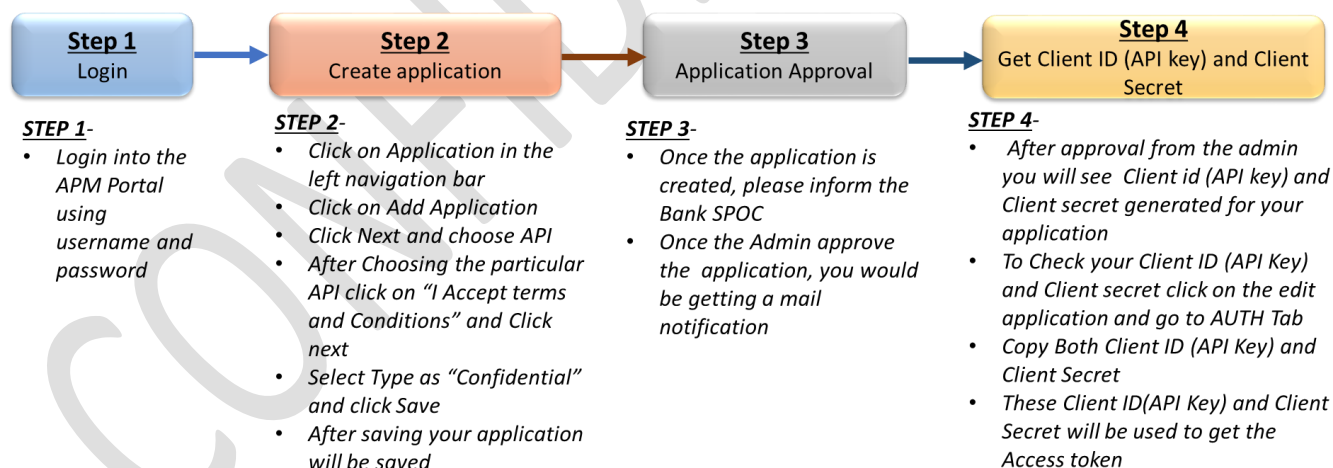 Step 1
Login
Step 2
Create application
Step 3
Application Approval
Step 4
Get Client ID (API key) and Client
Secret
STEP 1-
• Login into the
APM Portal
using
username and
password
STEP 2-
• Click on Application in the
left navigation bar
• Click on Add Application
• Click Next and choose API
• After Choosing the particular
API click on “I Accept terms
and Conditions” and Click
next
• Select Type as “Confidential”
and click Save
• After saving your application
will be saved
STEP 3-
• Once the application is
created, please inform the
Bank SPOC
• Once the Admin approve
the application, you would
be getting a mail
notification
STEP 4-
• After approval from the admin
you will see Client id (API key) and
Client secret generated for your
application
• To Check your Client ID (API Key)
and Client secret click on the edit
application and go to AUTH Tab
• Copy Both Client ID (API Key) and
Client Secret
• These Client ID(API Key) and Client
Secret will be used to get the
Access token